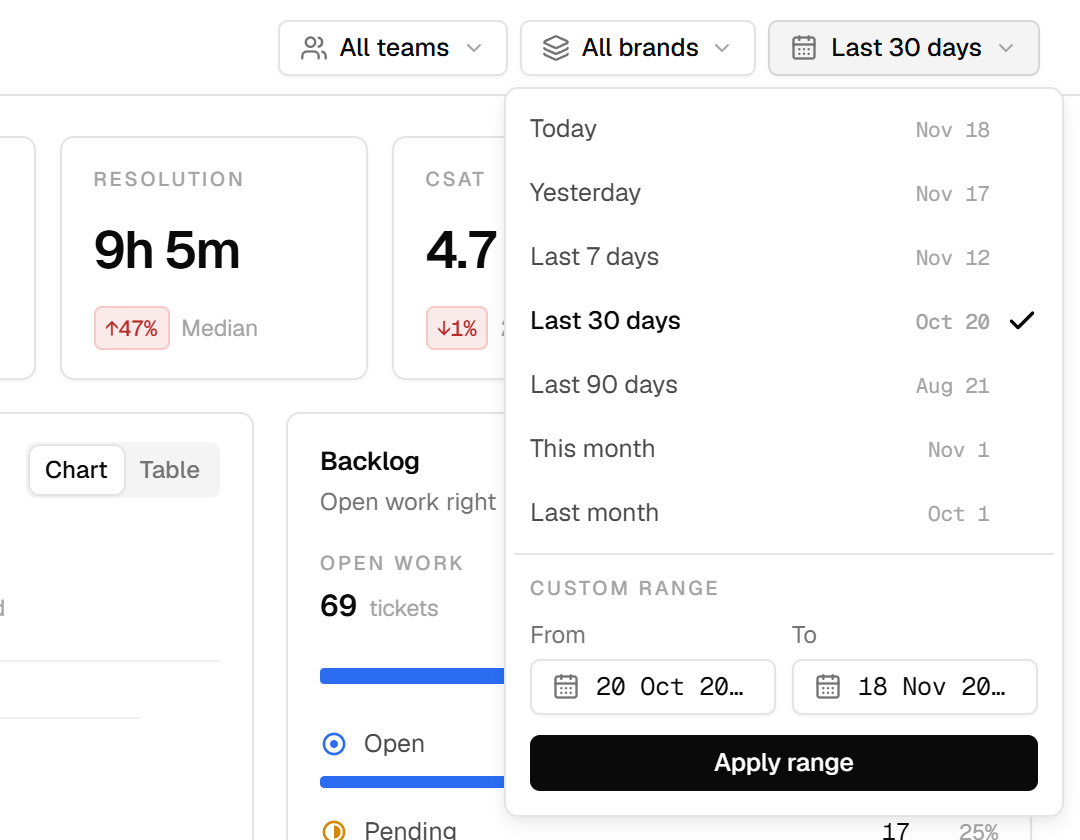 All teams All brands Last 30 days
RESOLUTION
9h 5m
↑47% Median
CSAT
4.7
↓1%
Chart Table
Backlog
Open work right
OPEN WORK
69 tickets
Open
Pending 17 25%
Today Nov 18
Yesterday Nov 17
Last 7 days Nov 12
Last 30 days Oct 20
Last 90 days Aug 21
This month Nov 1
Last month Oct 1
CUSTOM RANGE
From To
20 Oct 20… 18 Nov 20…
Apply range